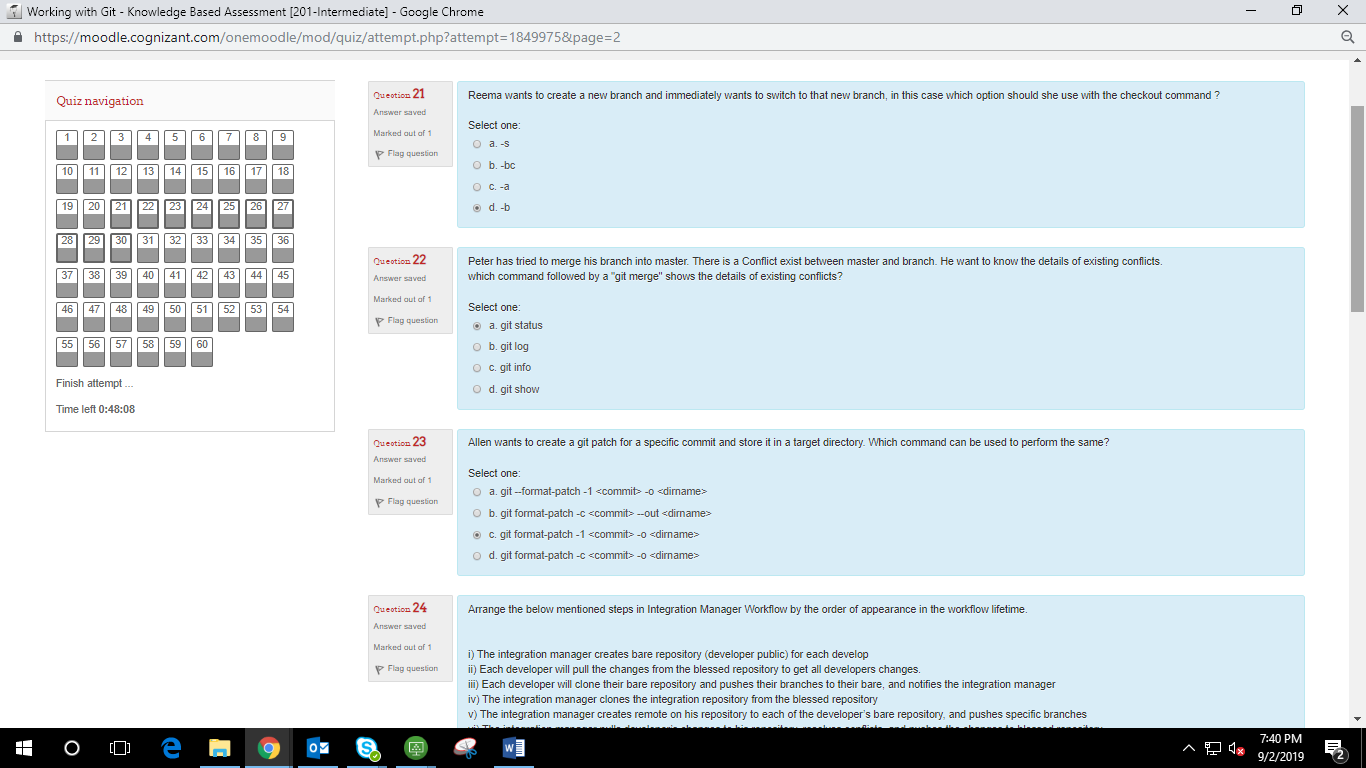 Working with Git - Knowledge Based Assessment [201-Intermediate] - Google Chrome
https://moodle.cognizant.com/onemoodle/mod/quiz/attempt.php?attempt=1849975&page=2
Quiz navigation
1 2 3 4 5 6 7 8 9
10 11 12 13 14 15 16 17 18
19 20 21 22 23 24 25 26 27
28 29 30 31 32 33 34 35 36
37 38 39 40 41 42 43 44 45
46 47 48 49 50 51 52 53 54
55 56 57 58 59 60
Finish attempt ...
Time left 0:48:08
Question 21
Answer saved
Marked out of 1
Flag question
Reema wants to create a new branch and immediately wants to switch to that new branch, in this case which option should she use with the checkout command ?
Select one:
a. -s
b. -bc
c. -a
d. -b
Question 22
Answer saved
Marked out of 1
Flag question
Peter has tried to merge his branch into master. There is a Conflict exist between master and branch. He want to know the details of existing conflicts.
which command followed by a "git merge" shows the details of existing conflicts?
Select one:
a. git status
b. git log
c. git info
d. git show
Question 23
Answer saved
Marked out of 1
Flag question
Allen wants to create a git patch for a specific commit and store it in a target directory. Which command can be used to perform the same?
Select one:
a. git --format-patch -1 <commit> -o <dirname>
b. git format-patch -c <commit> --out <dirname>
c. git format-patch -1 <commit> -o <dirname>
d. git format-patch -c <commit> -o <dirname>
Question 24
Answer saved
Marked out of 1
Flag question
Arrange the below mentioned steps in Integration Manager Workflow by the order of appearance in the workflow lifetime.
i) The integration manager creates bare repository (developer public) for each develop
ii) Each developer will pull the changes from the blessed repository to get all developers changes.
iii) Each developer will clone their bare repository and pushes their branches to their bare, and notifies the integration manager
iv) The integration manager clones the integration repository from the blessed repository
v) The integration manager creates remote on his repository to each of the developer's bare repository, and pushes specific branches
7:40 PM
9/2/2019
2